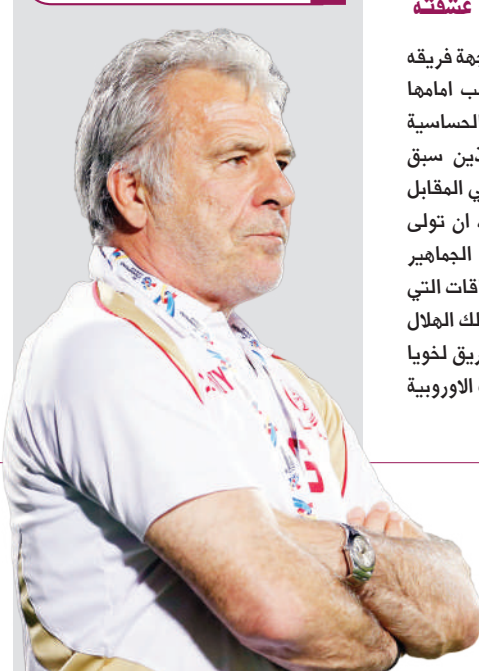 عشقته
جهة فريقه
ب امامها
الحساسية
ذين سبق
ي المقابل
ان تولى
الجماهير
قات التي
لك الهلال
ريق لخويا
الاوروبية